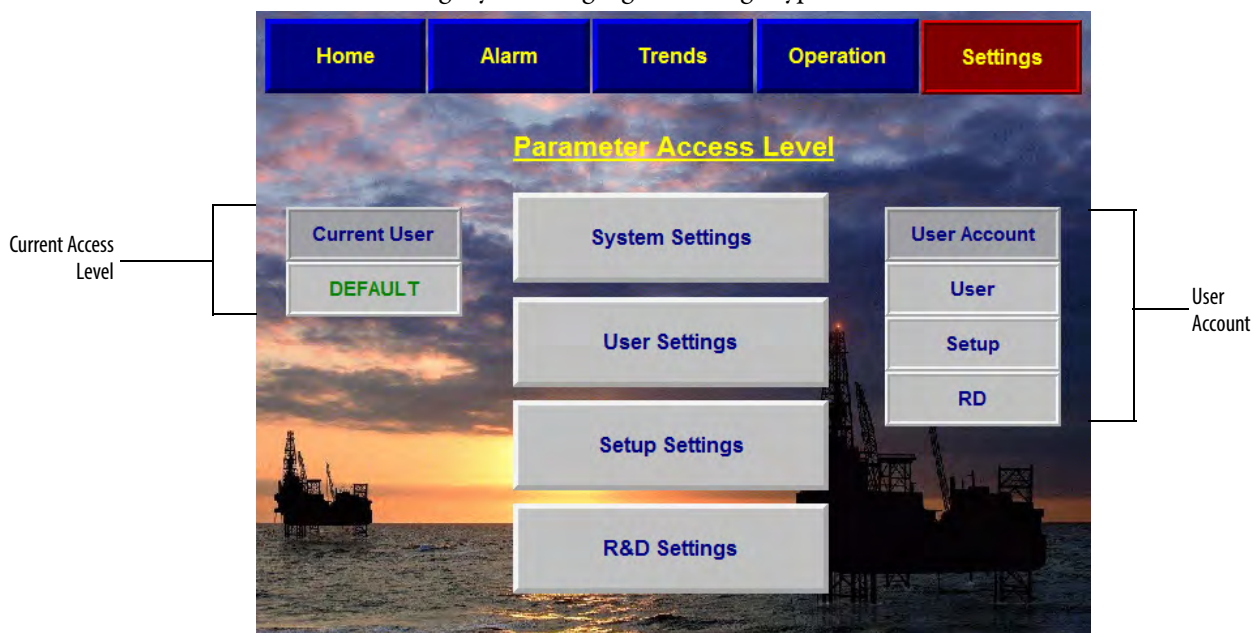 Home Alarm Trends Operation Settings
Parameter Access Level
Current Access
Level
Current User
DEFAULT
System Settings
User Settings
Setup Settings
R&D Settings
User Account
User
Setup
RD
User
Account